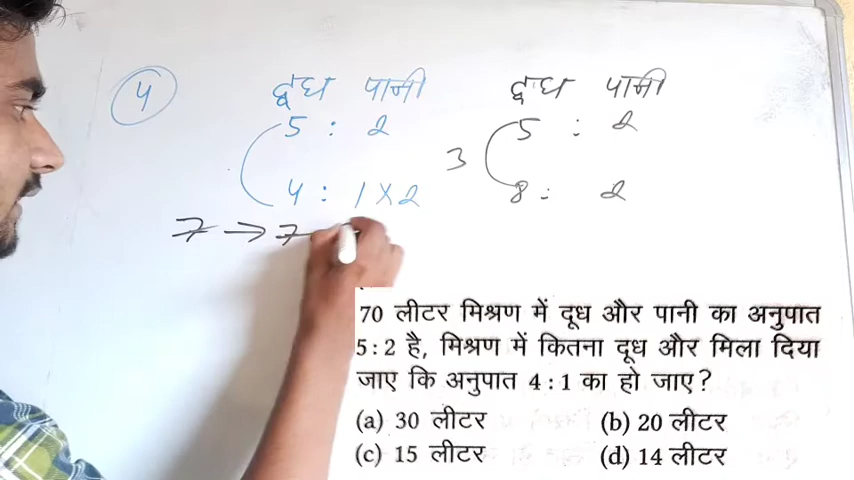 4 दूध पानी दूध पानी
5 : 2 5 : 2
3
4 : 1 × 2 8 : 2
7 → 7
70 लीटर मिश्रण में दूध और पानी का अनुपात
5 : 2 है, मिश्रण में कितना दूध और मिला दिया
जाए कि अनुपात 4 : 1 का हो जाए?
(a) 30 लीटर (b) 20 लीटर
(c) 15 लीटर (d) 14 लीटर